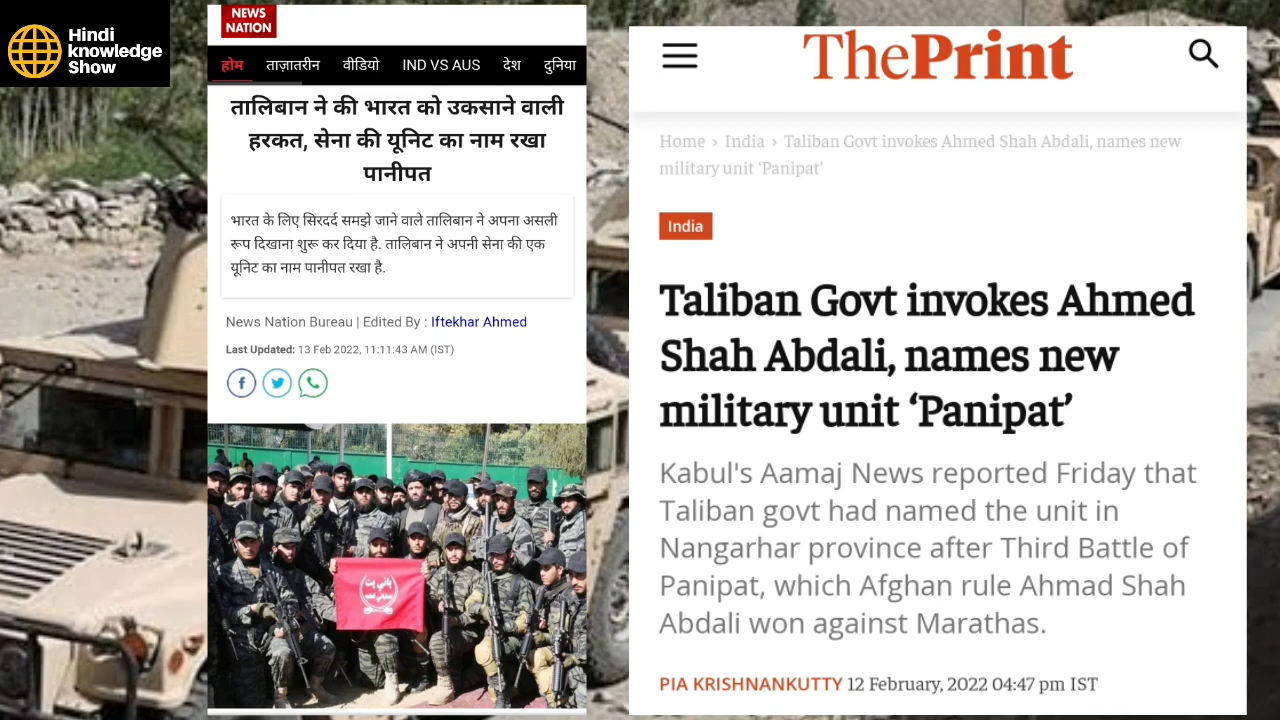 Hindi
knowledge
Show
NEWS
NATION
होम ताज़ातरीन वीडियो IND VS AUS देश दुनिया
तालिबान ने की भारत को उकसाने वाली
हरकत, सेना की यूनिट का नाम रखा
पानीपत
भारत के लिए सिरदर्द समझे जाने वाले तालिबान ने अपना असली
रूप दिखाना शुरू कर दिया है. तालिबान ने अपनी सेना की एक
यूनिट का नाम पानीपत रखा है.
News Nation Bureau | Edited By : Iftekhar Ahmed
Last Updated: 13 Feb 2022, 11:11:43 AM (IST)
پاني پت
ThePrint
Home › India › Taliban Govt invokes Ahmed Shah Abdali, names new
military unit ‘Panipat’
India
Taliban Govt invokes Ahmed
Shah Abdali, names new
military unit ‘Panipat’
Kabul's Aamaj News reported Friday that
Taliban govt had named the unit in
Nangarhar province after Third Battle of
Panipat, which Afghan rule Ahmad Shah
Abdali won against Marathas.
PIA KRISHNANKUTTY 12 February, 2022 04:47 pm IST